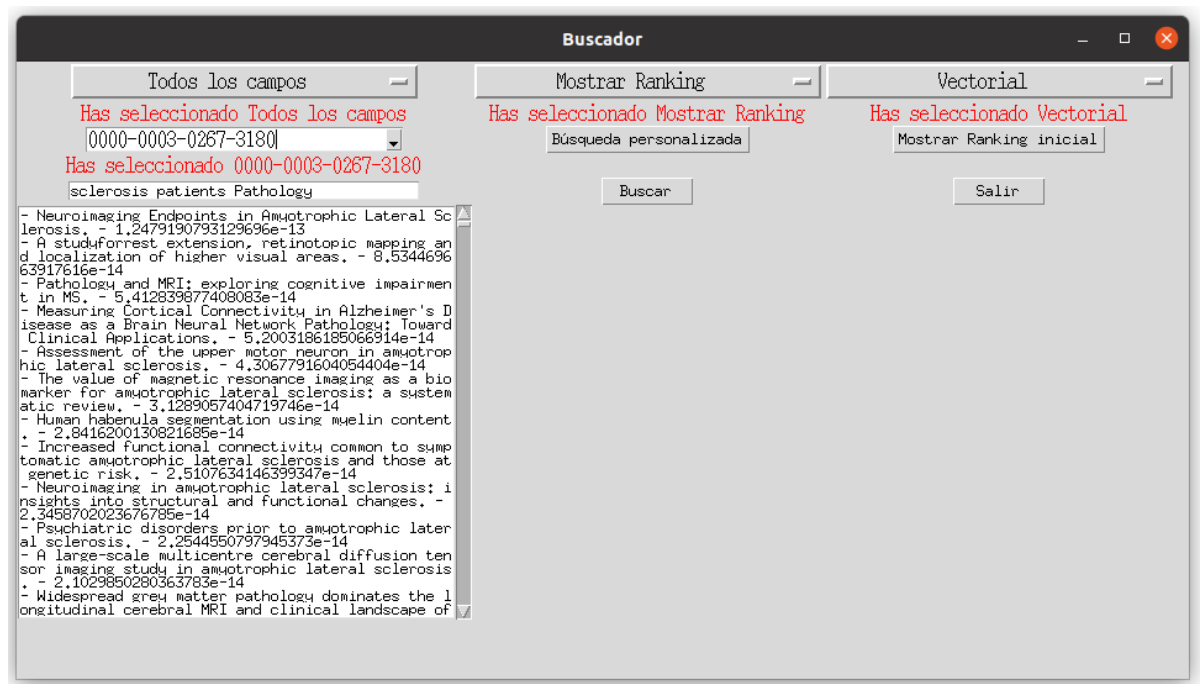 Buscador
Todos los campos
Mostrar Ranking
Vectorial
Has seleccionado Todos los campos
Has seleccionado Mostrar Ranking
Has seleccionado Vectorial
0000-0003-0267-3180
Búsqueda personalizada
Mostrar Ranking inicial
Has seleccionado 0000-0003-0267-3180
sclerosis patients Pathology
Buscar
Salir
- Neuroimaging Endpoints in Amyotrophic Lateral Sc
lerosis. - 1.2479190793129696e-13
- A studyforrest extension, retinotopic mapping an
d localization of higher visual areas. - 8.5344696
63917616e-14
- Pathology and MRI: exploring cognitive impairmen
t in MS. - 5.412839877408083e-14
- Measuring Cortical Connectivity in Alzheimer's D
isease as a Brain Neural Network Pathology: Toward
Clinical Applications. - 5.2003186185066914e-14
- Assessment of the upper motor neuron in amyotrop
hic lateral sclerosis. - 4.3067791604054404e-14
- The value of magnetic resonance imaging as a bio
marker for amyotrophic lateral sclerosis: a system
atic review. - 3.1289057404719746e-14
- Human habenula segmentation using myelin content
. - 2.8416200130821685e-14
- Increased functional connectivity common to symp
tomatic amyotrophic lateral sclerosis and those at
genetic risk. - 2.5107634146399347e-14
- Neuroimaging in amyotrophic lateral sclerosis: i
nsights into structural and functional changes. -
2.3458702023676785e-14
- Psychiatric disorders prior to amyotrophic later
al sclerosis. - 2.2544550797945373e-14
- A large-scale multicentre cerebral diffusion ten
sor imaging study in amyotrophic lateral sclerosis
. - 2.1029850280363783e-14
- Widespread grey matter pathology dominates the l
ongitudinal cerebral MRI and clinical landscape of